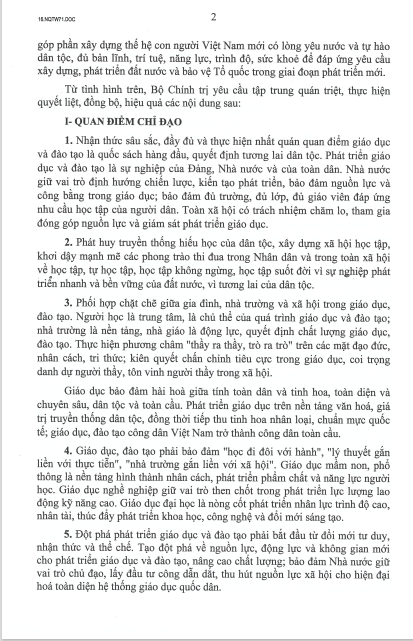 18.NQTW71.DOC
2
góp phần xây dựng thế hệ con người Việt Nam mới có lòng yêu nước và tự hào
dân tộc, đủ bản lĩnh, trí tuệ, năng lực, trình độ, sức khoẻ để đáp ứng yêu cầu
xây dựng, phát triển đất nước và bảo vệ Tổ quốc trong giai đoạn phát triển mới.
Từ tình hình trên, Bộ Chính trị yêu cầu tập trung quán triệt, thực hiện
quyết liệt, đồng bộ, hiệu quả các nội dung sau:
I- QUAN ĐIỂM CHỈ ĐẠO
1. Nhận thức sâu sắc, đầy đủ và thực hiện nhất quán quan điểm giáo dục
và đào tạo là quốc sách hàng đầu, quyết định tương lai dân tộc. Phát triển giáo
dục và đào tạo là sự nghiệp của Đảng, Nhà nước và của toàn dân. Nhà nước
giữ vai trò định hướng chiến lược, kiến tạo phát triển, bảo đảm nguồn lực và
công bằng trong giáo dục; bảo đảm đủ trường, đủ lớp, đủ giáo viên đáp ứng
nhu cầu học tập của người dân. Toàn xã hội có trách nhiệm chăm lo, tham gia
đóng góp nguồn lực và giám sát phát triển giáo dục.
2. Phát huy truyền thống hiếu học của dân tộc, xây dựng xã hội học tập,
khơi dậy mạnh mẽ các phong trào thi đua trong Nhân dân và trong toàn xã hội
về học tập, tự học tập, học tập không ngừng, học tập suốt đời vì sự nghiệp phát
triển nhanh và bền vững của đất nước, vì tương lai của dân tộc.
3. Phối hợp chặt chẽ giữa gia đình, nhà trường và xã hội trong giáo dục,
đào tạo. Người học là trung tâm, là chủ thể của quá trình giáo dục và đào tạo;
nhà trường là nền tảng, nhà giáo là động lực, quyết định chất lượng giáo dục,
đào tạo. Thực hiện phương châm "thầy ra thầy, trò ra trò" trên các mặt đạo đức,
nhân cách, tri thức; kiên quyết chấn chỉnh tiêu cực trong giáo dục, coi trọng
danh dự người thầy, tôn vinh người thầy trong xã hội.
Giáo dục bảo đảm hài hoà giữa tính toàn dân và tinh hoa, toàn diện và
chuyên sâu, dân tộc và toàn cầu. Phát triển giáo dục trên nền tảng văn hoá, giá
trị truyền thống dân tộc, đồng thời tiếp thu tinh hoa nhân loại, chuẩn mực quốc
tế; giáo dục, đào tạo công dân Việt Nam trở thành công dân toàn cầu.
4. Giáo dục, đào tạo phải bảo đảm "học đi đôi với hành", "lý thuyết gắn
liền với thực tiễn", "nhà trường gắn liền với xã hội". Giáo dục mầm non, phổ
thông là nền tảng hình thành nhân cách, phát triển phẩm chất và năng lực người
học. Giáo dục nghề nghiệp giữ vai trò then chốt trong phát triển lực lượng lao
động kỹ năng cao. Giáo dục đại học là nòng cốt phát triển nhân lực trình độ cao,
nhân tài, thúc đẩy phát triển khoa học, công nghệ và đổi mới sáng tạo.
5. Đột phá phát triển giáo dục và đào tạo phải bắt đầu từ đổi mới tư duy,
nhận thức và thể chế. Tạo đột phá về nguồn lực, động lực và không gian mới
cho phát triển giáo dục và đào tạo, nâng cao chất lượng; bảo đảm Nhà nước giữ
vai trò chủ đạo, lấy đầu tư công dẫn dắt, thu hút nguồn lực xã hội cho hiện đại
hoá toàn diện hệ thống giáo dục quốc dân.